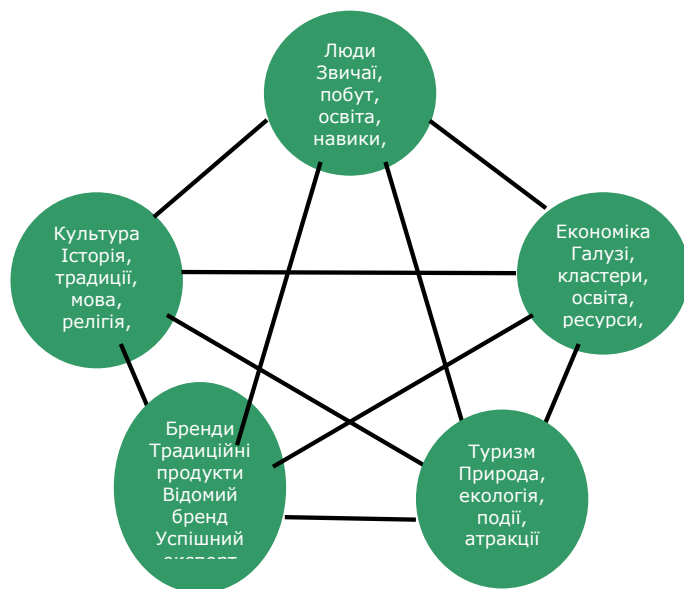 Люди
Звичаї,
побут,
освіта,
навики,
Культура
Історія,
традиції,
мова,
релігія,
Економіка
Галузі,
кластери,
освіта,
ресурси,
Бренди
Традиційні
продукти
Відомий
бренд
Успішний
експорт
Туризм
Природа,
екологія,
події,
атракції